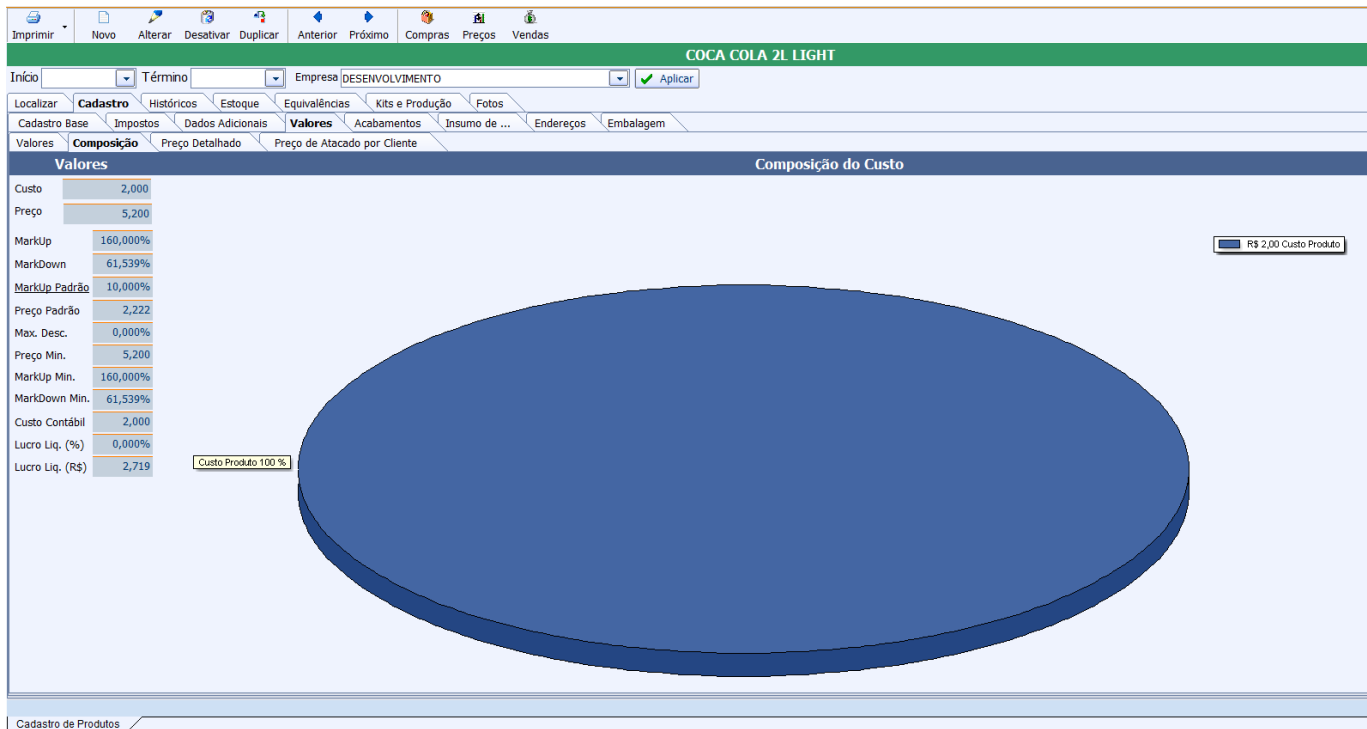 Imprimir Novo Alterar Desativar Duplicar Anterior Próximo Compras Preços Vendas
COCA COLA 2L LIGHT
Início Término Empresa DESENVOLVIMENTO Aplicar
Localizar Cadastro Históricos Estoque Equivalências Kits e Produção Fotos
Cadastro Base Impostos Dados Adicionais Valores Acabamentos Insumo de ... Endereços Embalagem
Valores Composição Preço Detalhado Preço de Atacado por Cliente
Valores Composição do Custo
Custo 2,000
Preço 5,200
MarkUp 160,000%
R$ 2,00 Custo Produto
MarkDown 61,539%
MarkUp Padrão 10,000%
Preço Padrão 2,222
Max. Desc. 0,000%
Preço Min. 5,200
MarkUp Min. 160,000%
MarkDown Min. 61,539%
Custo Contábil 2,000
Lucro Liq. (%) 0,000%
Lucro Liq. (R$) 2,719
Custo Produto 100 %
Cadastro de Produtos